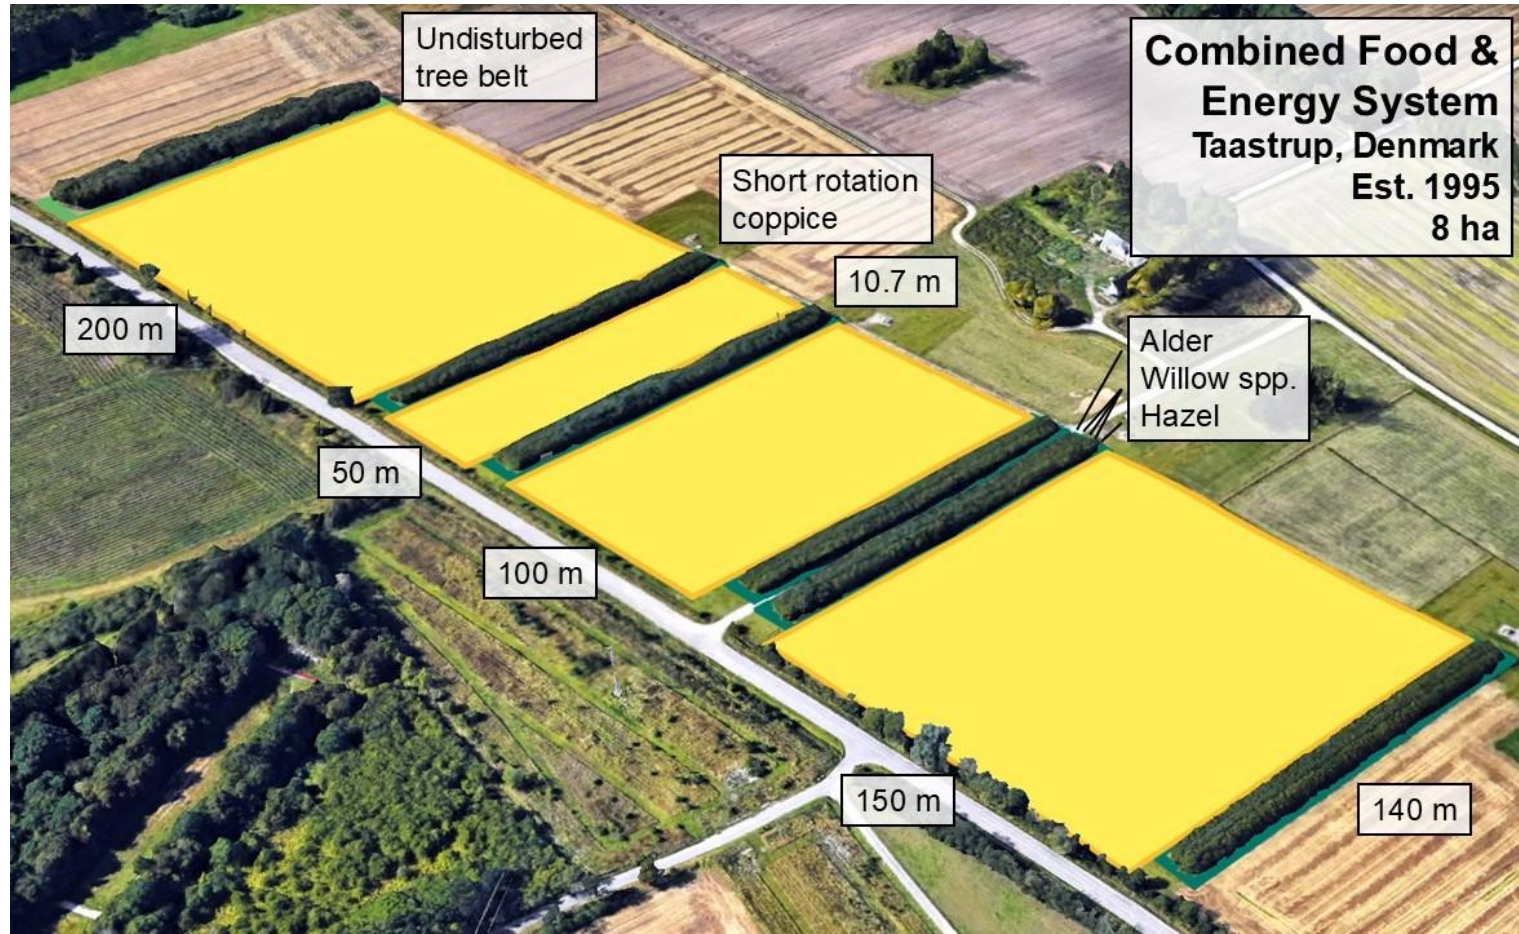 Undisturbed
tree belt
Combined Food &
Energy System
Taastrup, Denmark
Est. 1995
8 ha
Short rotation
coppice
10.7 m
200 m
Alder
Willow spp.
Hazel
50 m
100 m
150 m
140 m